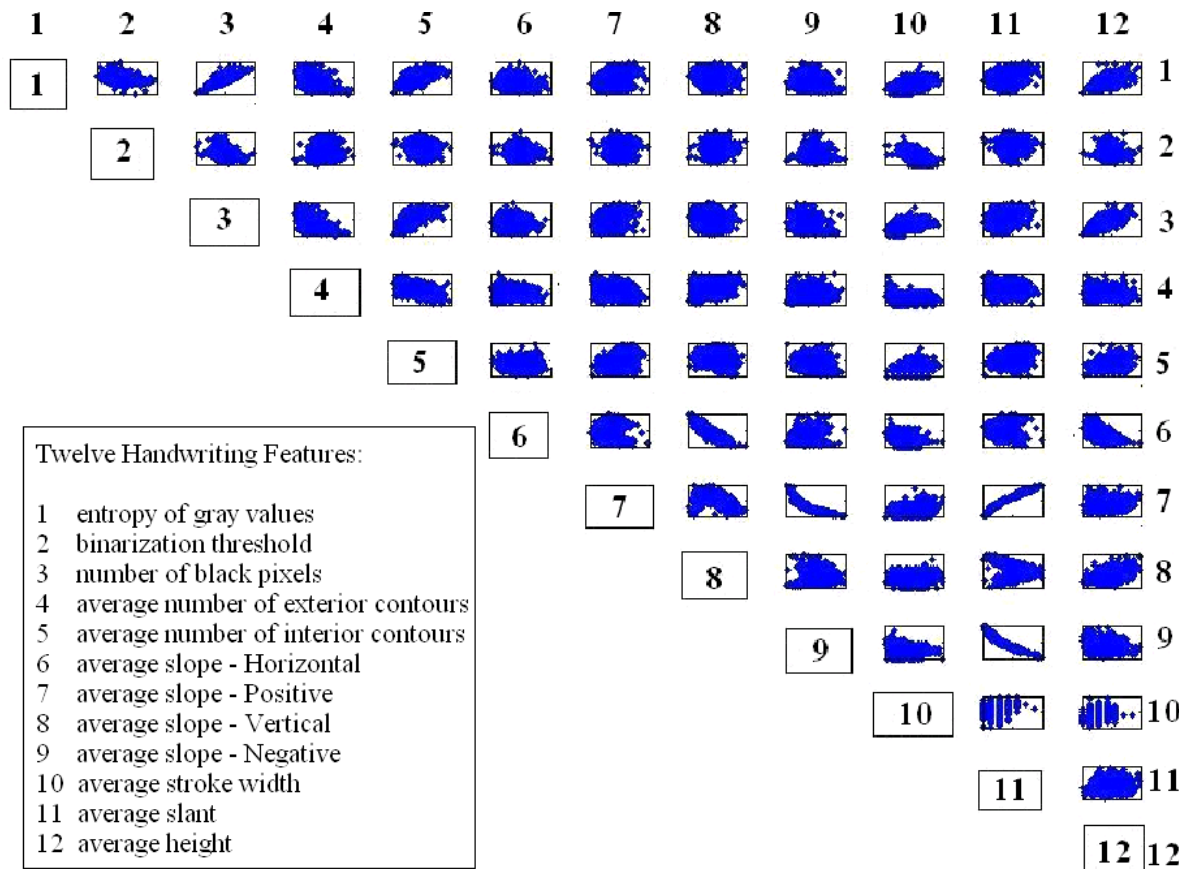 1 2 3 4 5 6 7 8 9 10 11 12
1 1
2 2
3 3
4 4
5 5
6 6
7 7
8 8
9 9
10 10
11 11
12 12
Twelve Handwriting Features:
1 entropy of gray values
2 binarization threshold
3 number of black pixels
4 average number of exterior contours
5 average number of interior contours
6 average slope - Horizontal
7 average slope - Positive
8 average slope - Vertical
9 average slope - Negative
10 average stroke width
11 average slant
12 average height